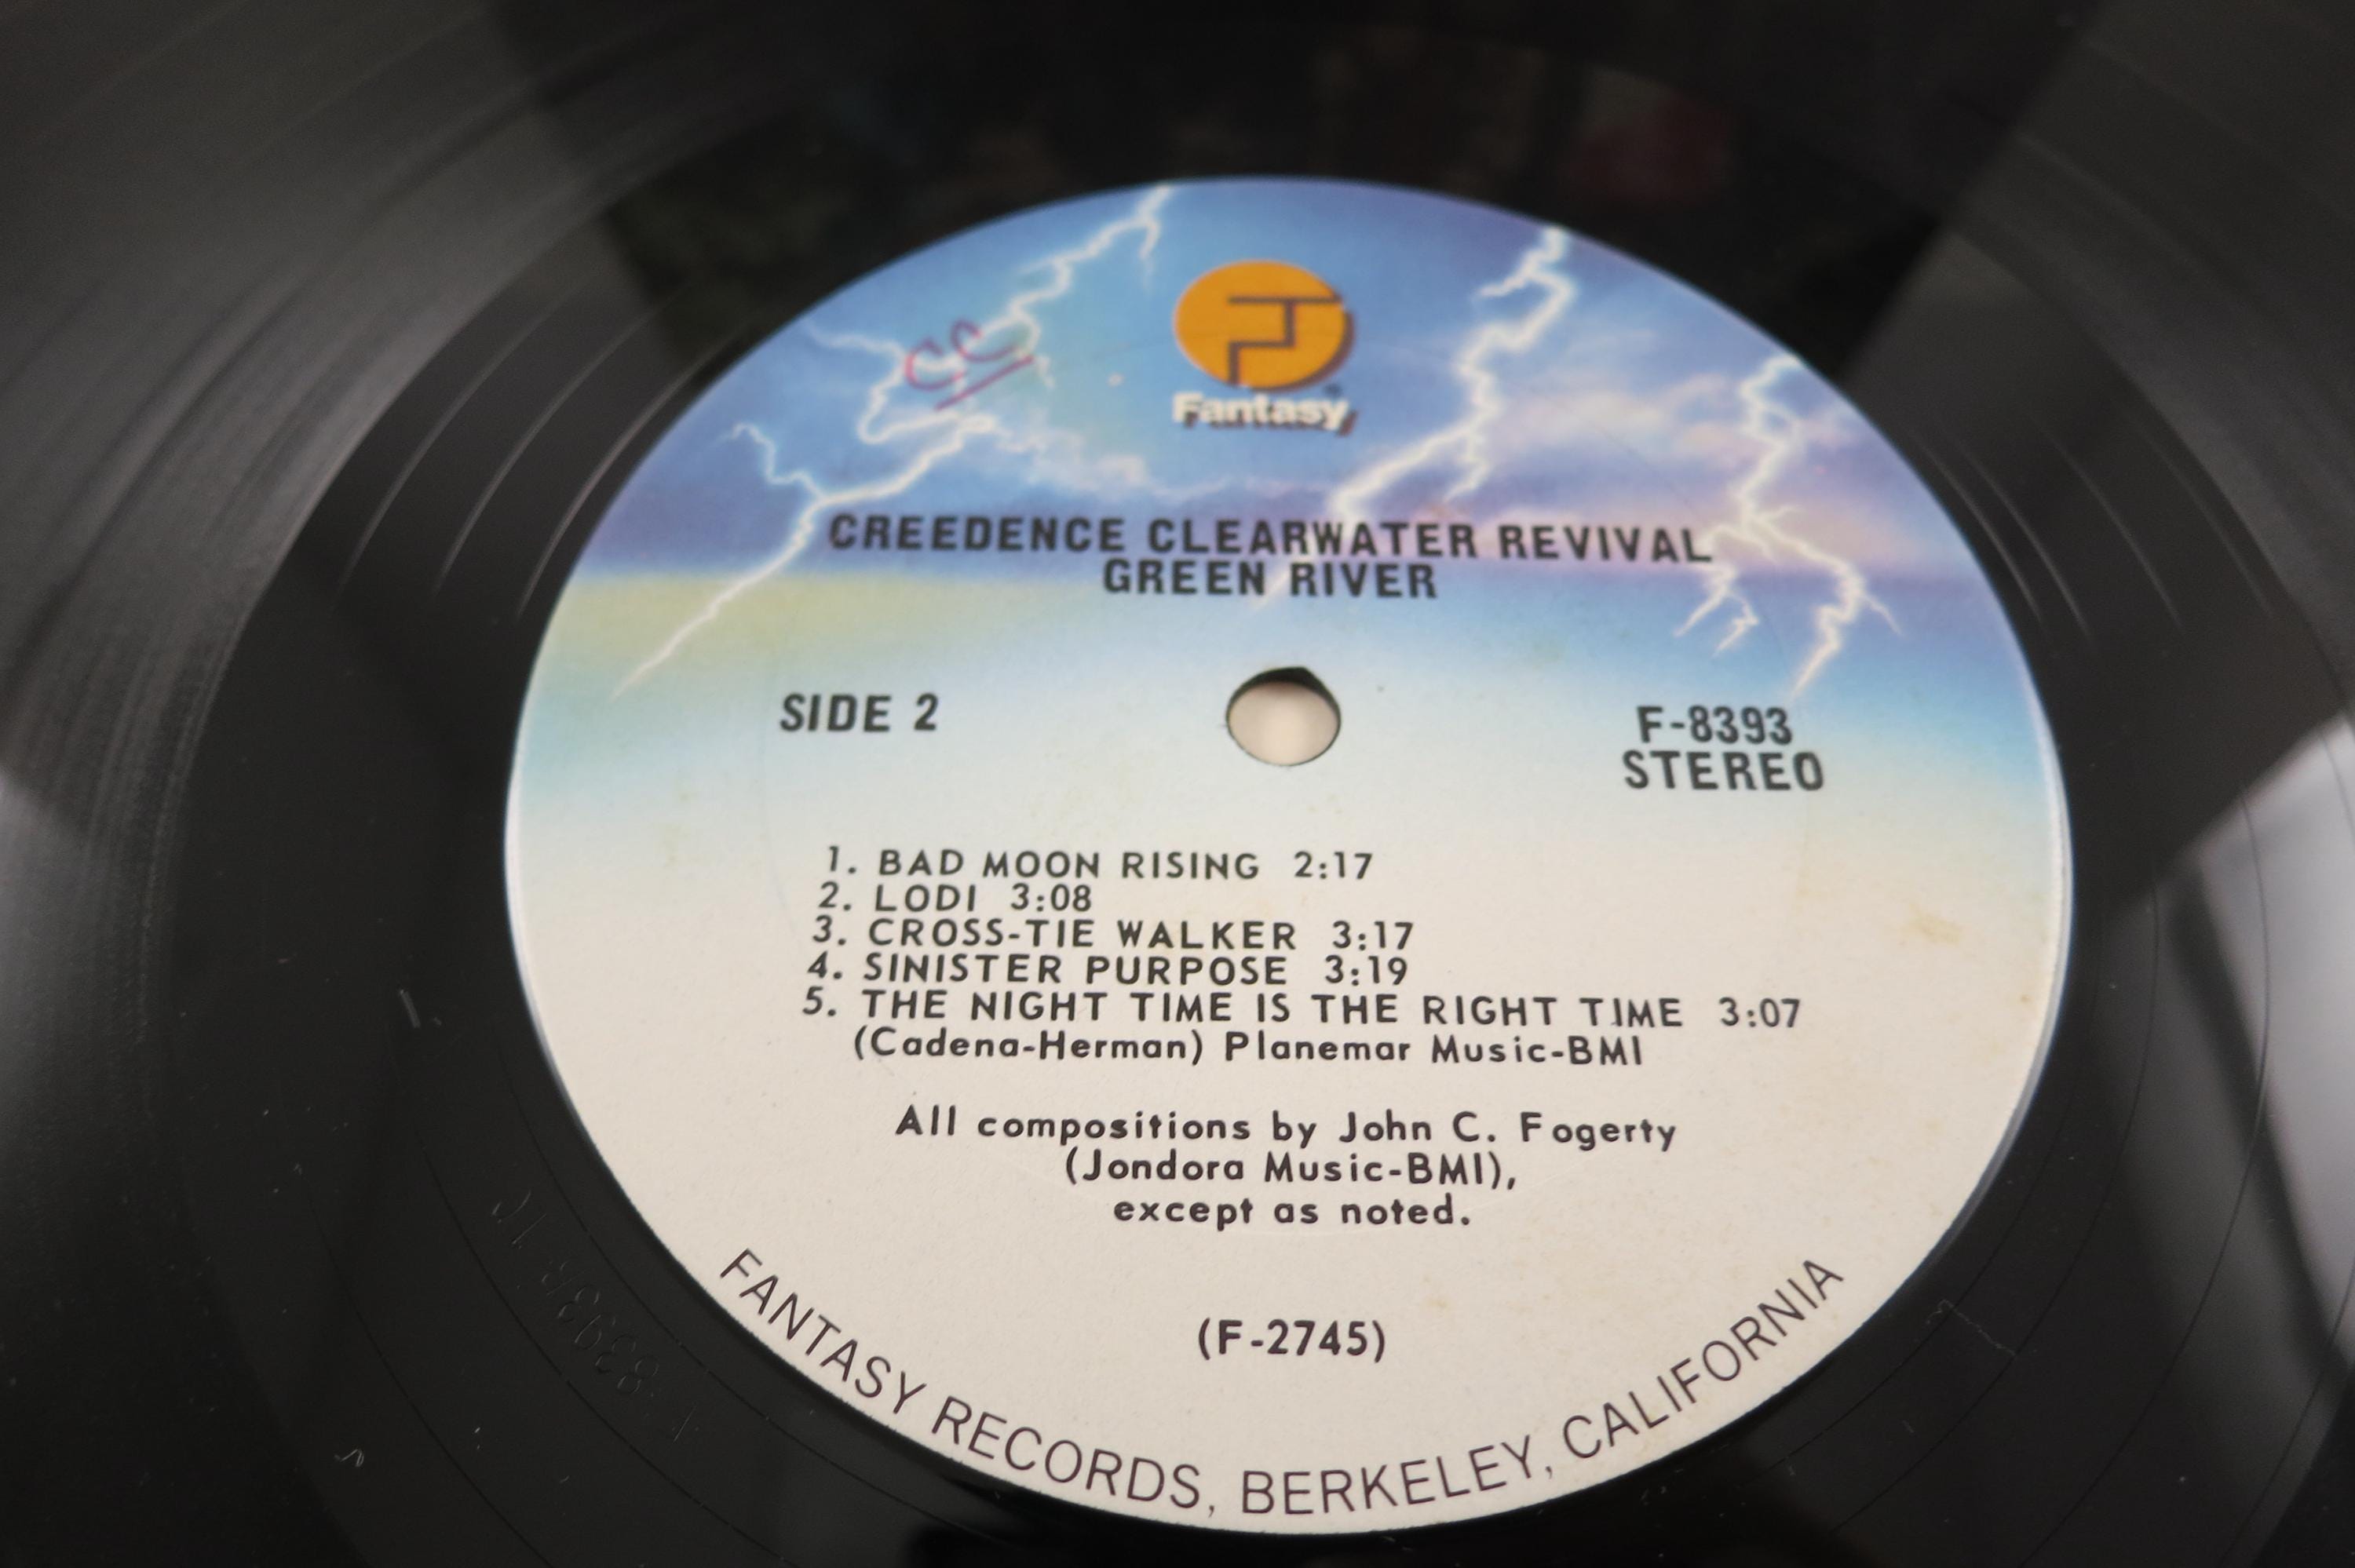 CC
Fantasy
CREEDENCE CLEARWATER REVIVAL
GREEN RIVER
SIDE 2
F-8393
STEREO
1. BAD MOON RISING 2:17
2. LODI 3:08
3. CROSS-TIE WALKER 3:17
4. SINISTER PURPOSE 3:19
5. THE NIGHT TIME IS THE RIGHT TIME 3:07
(Cadena-Herman) Planemar Music-BMI
All compositions by John C. Fogerty
(Jondora Music-BMI),
except as noted.
(F-2745)
FANTASY RECORDS, BERKELEY, CALIFORNIA